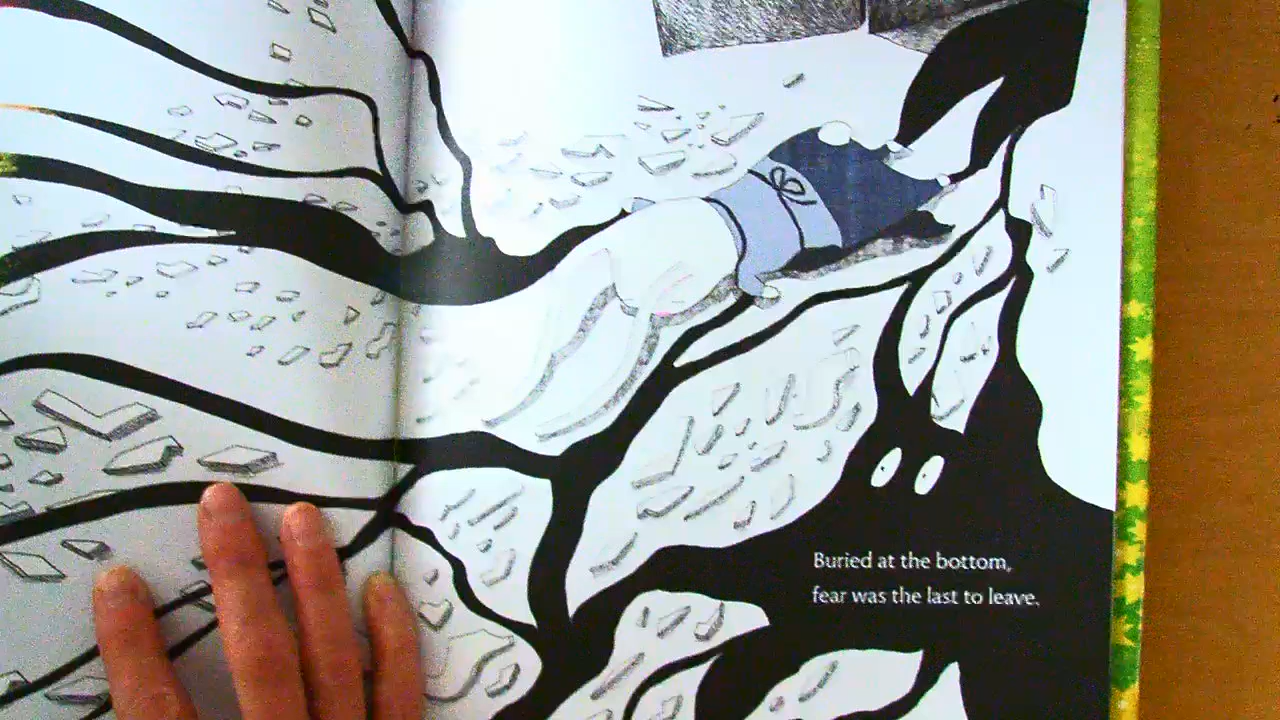 Buried at the bottom,
fear was the last to leave.